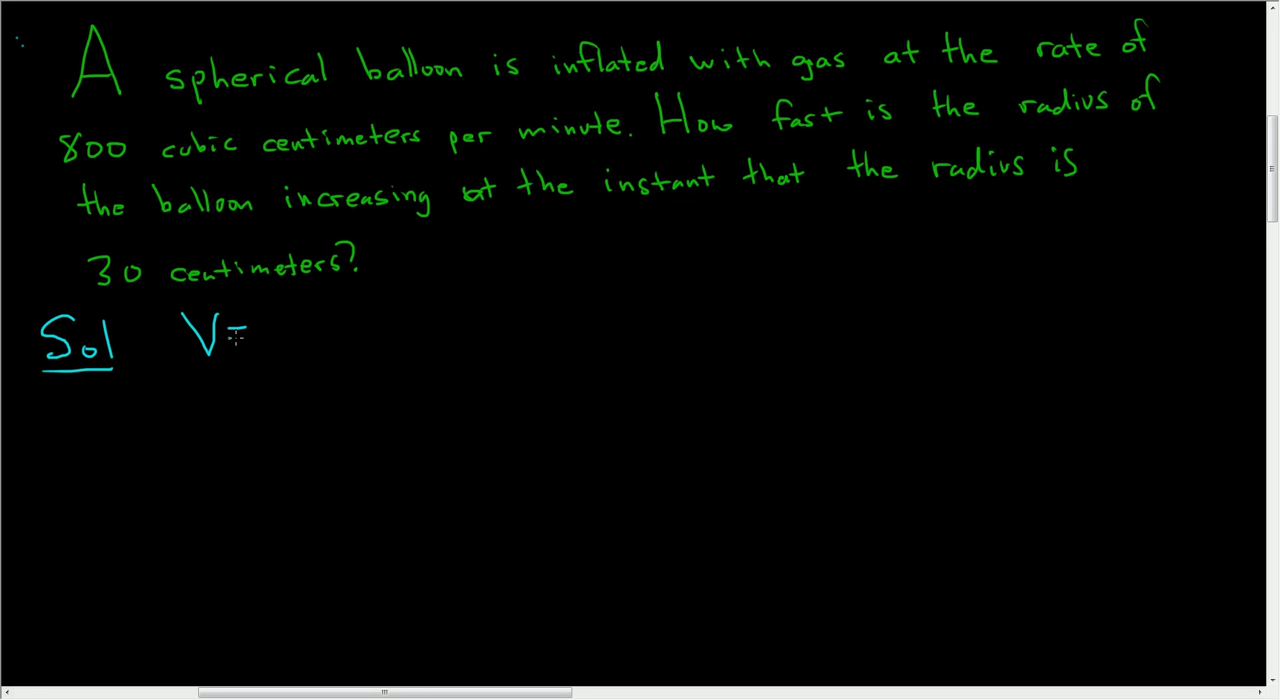 A spherical balloon is inflated with gas at the rate of
800 cubic centimeters per minute. How fast is the radius of
the balloon increasing at the instant that the radius is
30 centimeters?
Sol V=